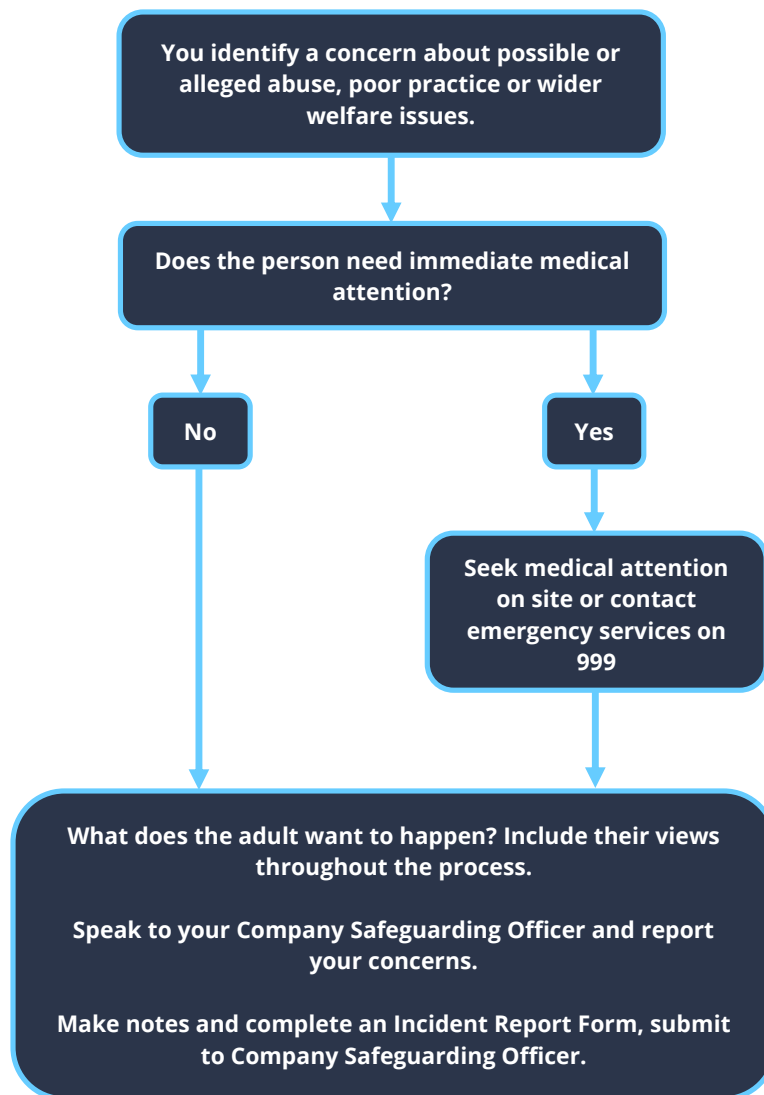 You identify a concern about possible or
alleged abuse, poor practice or wider
welfare issues.
Does the person need immediate medical
attention?
No
Yes
Seek medical attention
on site or contact
emergency services on
999
What does the adult want to happen? Include their views
throughout the process.
Speak to your Company Safeguarding Officer and report
your concerns.
Make notes and complete an Incident Report Form, submit
to Company Safeguarding Officer.